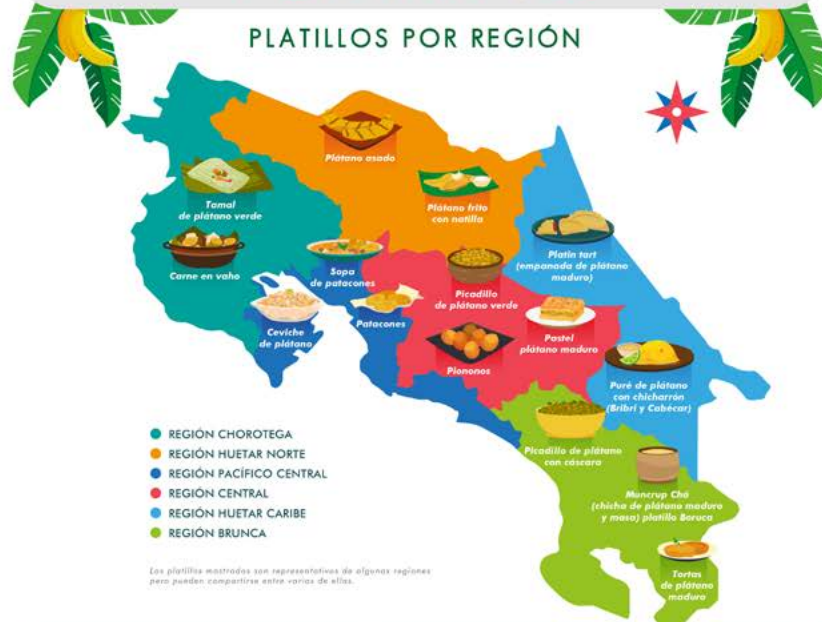 PLATILLOS POR REGIÓN
Plátano asado
Tamal
de plátano verde
Plátano frito
con natilla
Platin tart
(empanada de plátano
maduro)
Carne en vaho
Sopa
de patacones
Picadillo
de plátano verde
Ceviche
de plátano
Patacones
Pastel
plátano maduro
Piononos
Puré de plátano
con chicharrón
(Bribri y Cabécar)
Picadillo de plátano
con cáscara
Muncrup Chá
(chicha de plátano maduro
y masa) platillo Boruca
Tortas
de plátano
maduro
REGIÓN CHOROTEGA
REGIÓN HUETAR NORTE
REGIÓN PACÍFICO CENTRAL
REGIÓN CENTRAL
REGIÓN HUETAR CARIBE
REGIÓN BRUNCA
Los platillos mostrados son representativos de algunas regiones
pero pueden compartirse entre varias de ellas.